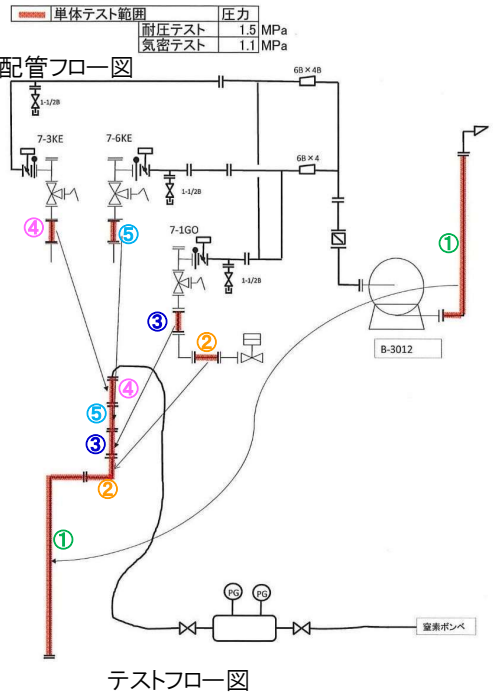 単体テスト範囲 圧力
耐圧テスト 1.5 MPa
気密テスト 1.1 MPa
配管フロー図
6B×4B
1-1/2B
7-3KE
7-6KE
6B×4
1-1/2B
④
⑤
7-1GO
①
1-1/2B
③
②
B-3012
④
⑤
③
②
①
PG PG
窒素ボンベ
テストフロー図